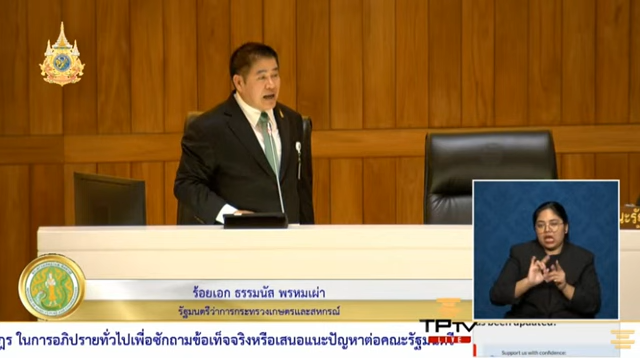 ร้อยเอก ธรรมนัส พรหมเผ่า
รัฐมนตรีว่าการกระทรวงเกษตรและสหกรณ์
TPtv
ฎร ในการอภิปรายทั่วไปเพื่อซักถามข้อเท็จจริงหรือเสนอแนะปัญหาต่อคณะรัฐมนตรี
been updated.
Support us with confidence: